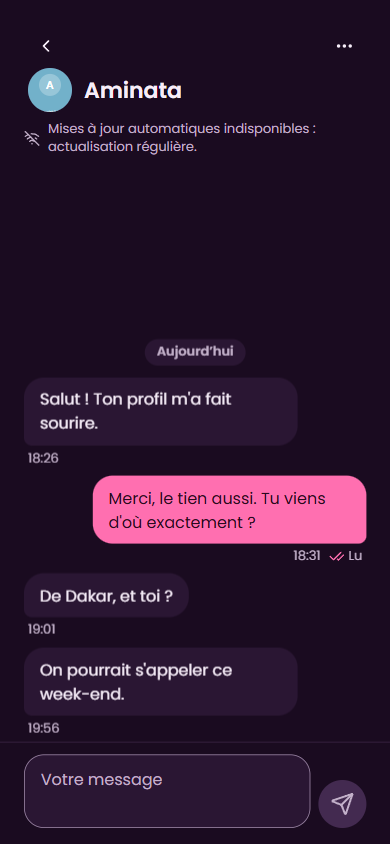 A
Aminata
Mises à jour automatiques indisponibles :
actualisation régulière.
Aujourd'hui
Salut ! Ton profil m'a fait
sourire.
18:26
Merci, le tien aussi. Tu viens
d'où exactement ?
18:31 Lu
De Dakar, et toi ?
19:01
On pourrait s'appeler ce
week-end.
19:56
Votre message